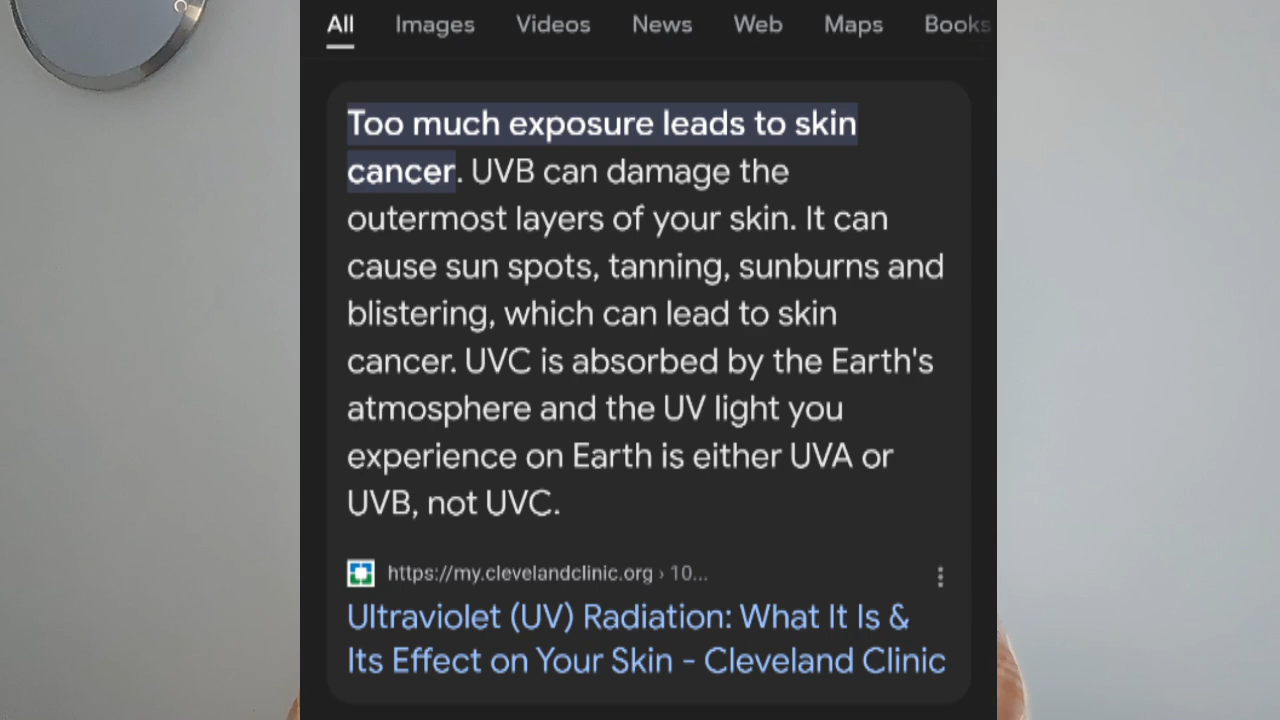 All Images Videos News Web Maps Books
Too much exposure leads to skin
cancer. UVB can damage the
outermost layers of your skin. It can
cause sun spots, tanning, sunburns and
blistering, which can lead to skin
cancer. UVC is absorbed by the Earth's
atmosphere and the UV light you
experience on Earth is either UVA or
UVB, not UVC.
https://my.clevelandclinic.org › 10...
Ultraviolet (UV) Radiation: What It Is &
Its Effect on Your Skin - Cleveland Clinic